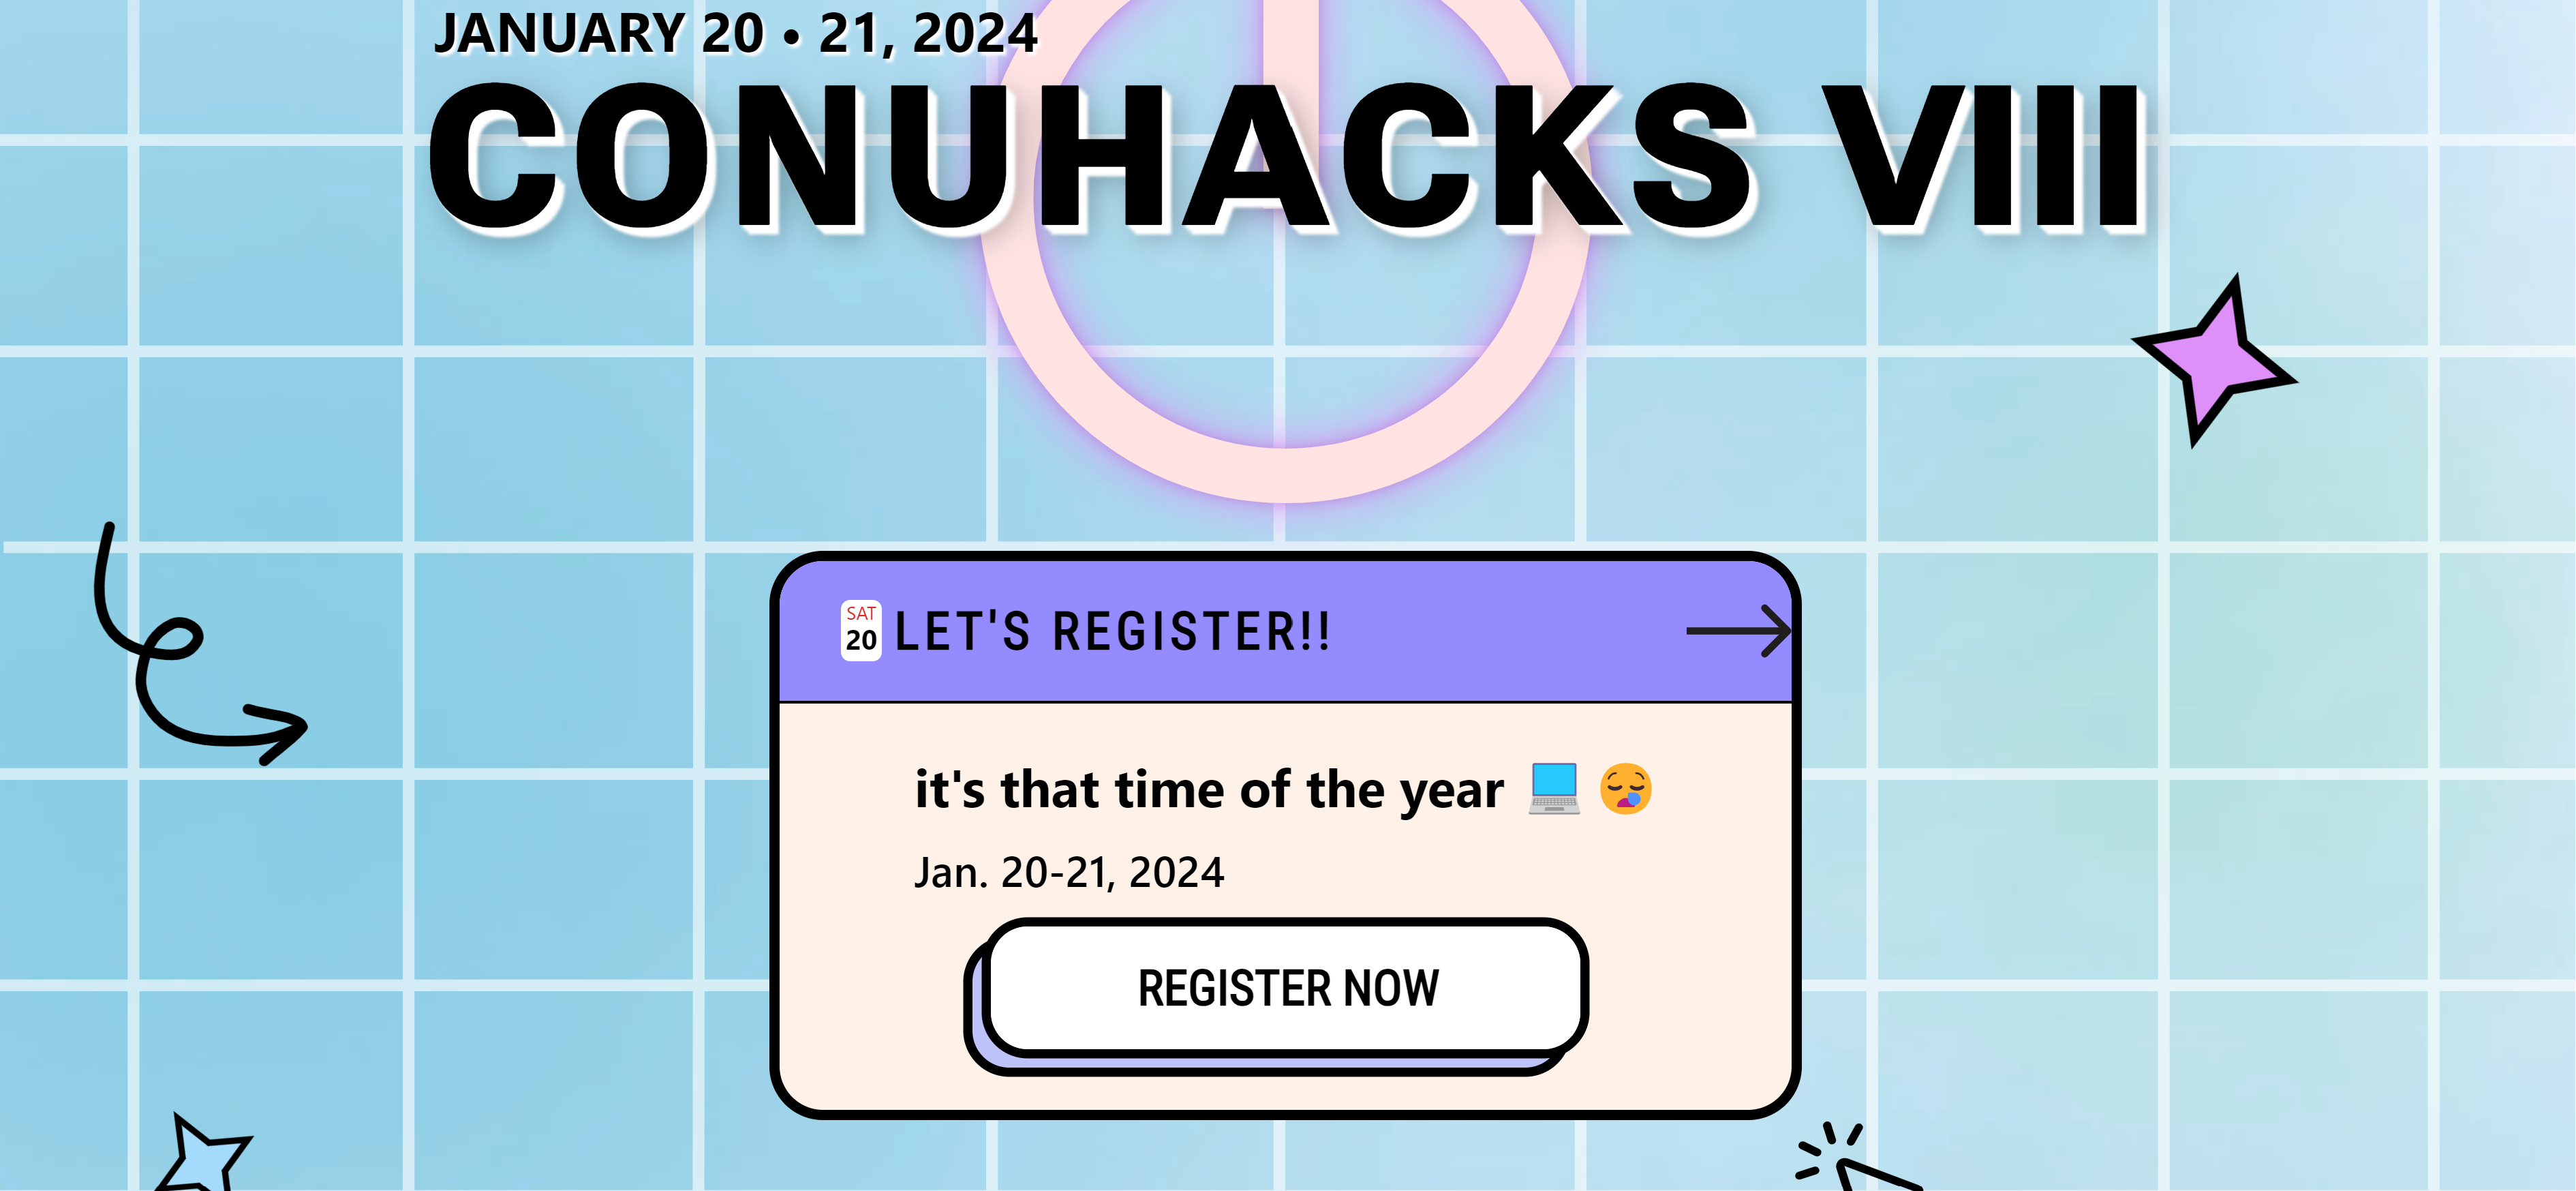 JANUARY 20 • 21, 2024
CONUHACKS VIII
SAT
20
LET'S REGISTER!!
it's that time of the year 💻 😪
Jan. 20-21, 2024
REGISTER NOW